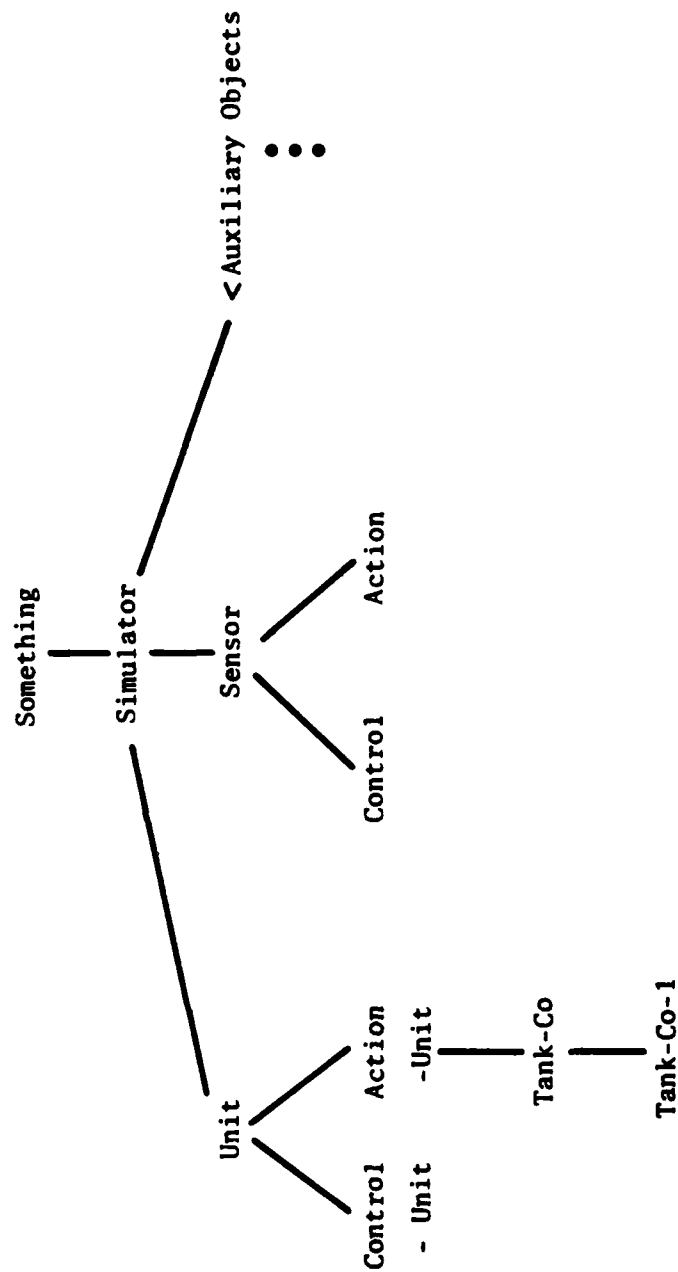 Something
Simulator
Unit
Sensor
<Auxiliary Objects
Control
- Unit
Action
-Unit
Control
Action
Tank-Co
Tank-Co-1